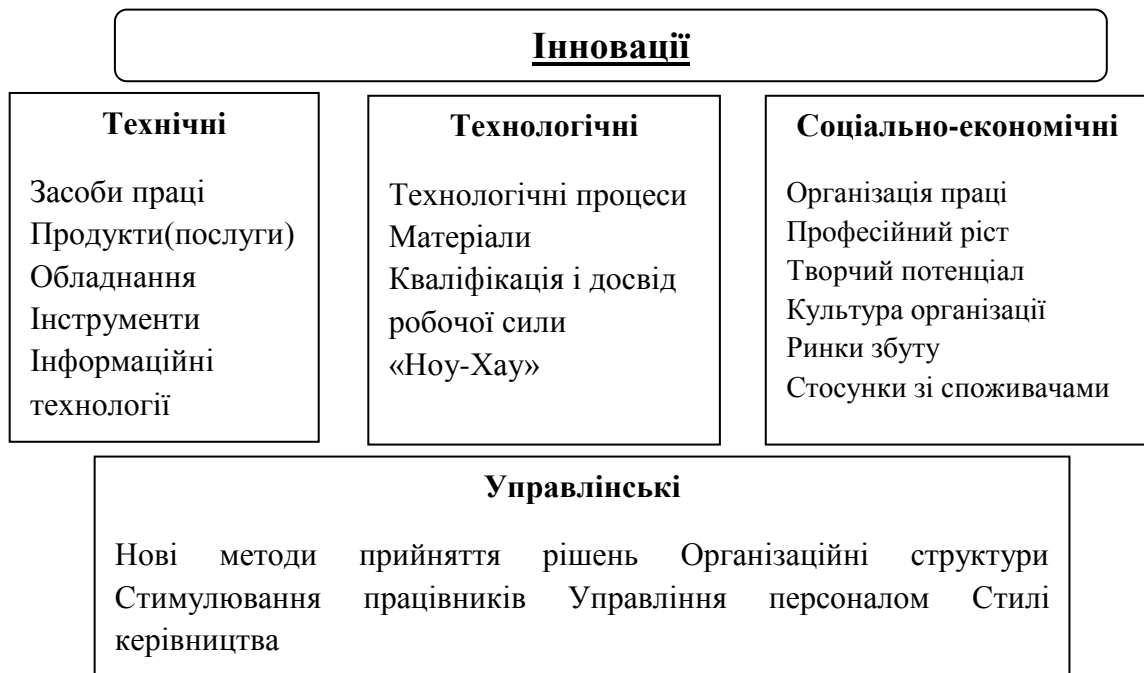 Інновації
Технічні
Засоби праці
Продукти(послуги)
Обладнання
Інструменти
Інформаційні
технології
Технологічні
Технологічні процеси
Матеріали
Кваліфікація і досвід
робочої сили
«Ноу-Хау»
Соціально-економічні
Організація праці
Професійний ріст
Творчий потенціал
Культура організації
Ринки збуту
Стосунки зі споживачами
Управлінські
Нові методи прийняття рішень Організаційні структури
Стимулювання працівників Управління персоналом Стилі
керівництва